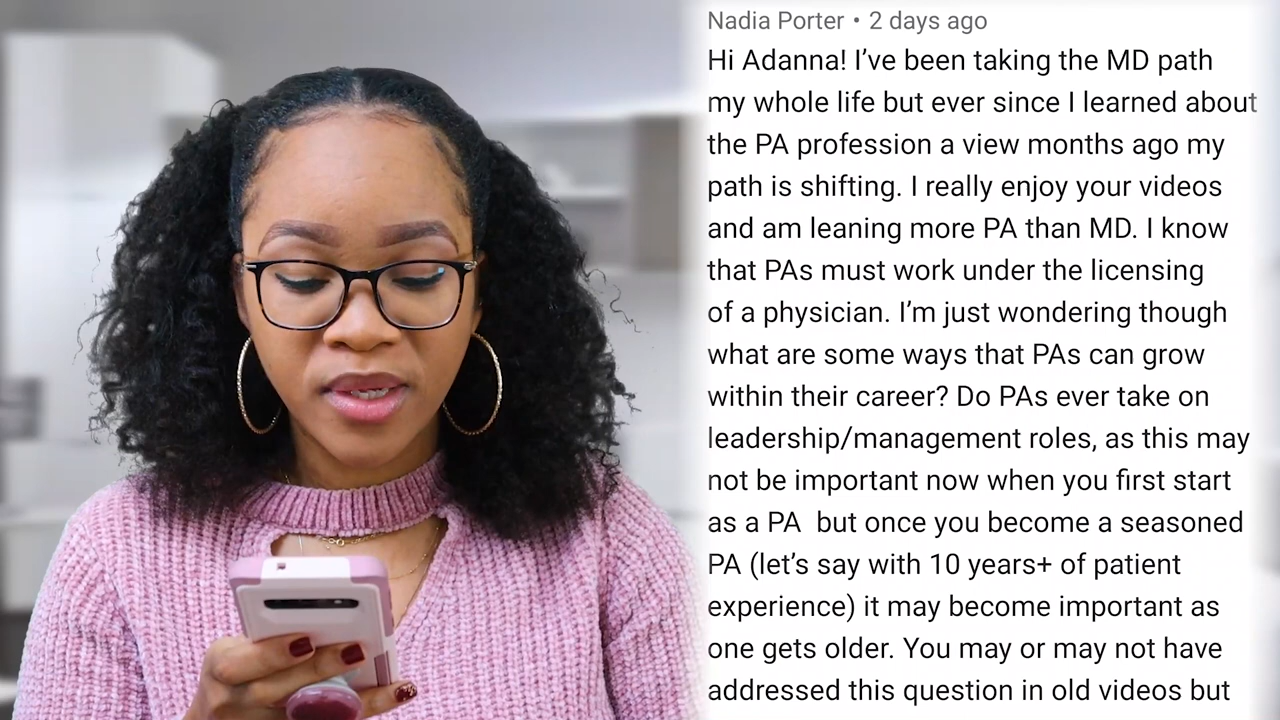 Nadia Porter • 2 days ago
Hi Adanna! I’ve been taking the MD path
my whole life but ever since I learned about
the PA profession a view months ago my
path is shifting. I really enjoy your videos
and am leaning more PA than MD. I know
that PAs must work under the licensing
of a physician. I’m just wondering though
what are some ways that PAs can grow
within their career? Do PAs ever take on
leadership/management roles, as this may
not be important now when you first start
as a PA  but once you become a seasoned
PA (let’s say with 10 years+ of patient
experience) it may become important as
one gets older. You may or may not have
addressed this question in old videos but